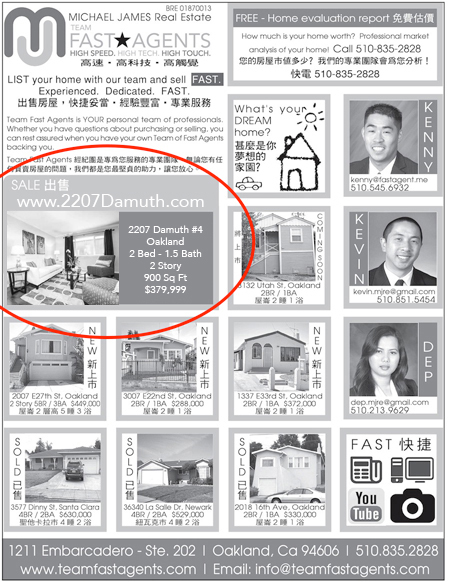 BRE 01870013
MICHAEL JAMES Real Estate
TEAM
FAST★AGENTS
HIGH SPEED. HIGH TECH. HIGH TOUCH.
高速・高科技・高觸覺
LIST your home with our team and sell FAST.
Experienced. Dedicated. FAST.
出售房屋，快捷妥當，經驗豐富，專業服務
Team Fast Agents is YOUR personal team of professionals.
Whether you have questions about purchasing or selling, you
can rest assured when you have your own Team of Fast Agents
backing you.
Team Fast Agents 經紀團是專爲您服務的專業團隊，無論您有任
何買賣房屋的問題，我們都是您最堅貞的助力，讓您放心
FREE - Home evaluation report 免費估價
How much is your home worth? Professional market
analysis of your home! Call 510-835-2828
您的房屋市值多少？我們的專業團隊會爲您分析！
快電 510-835-2828
What's your
DREAM
home?
甚麼是你
夢想的
家園?
KENNY
kenny@fastagent.me
510.545.6932
SALE 出售
www.2207Damuth.com
2207 Damuth #4
Oakland
2 Bed - 1.5 Bath
2 Story
900 Sq Ft
$379,999
COMING SOON
3132 Utah St, Oakland
2BR / 1BA
屋崙 2 睡 1 浴
KEVIN
kevin.mjre@gmail.com
510.851.5454
NEW 新上市
2007 E27th St, Oakland
2 Story 5BR / 3BA $449,000
屋崙 2 層高 5 睡 3 浴
NEW 新上市
3007 E22nd St, Oakland
2BR / 1BA $288,000
屋崙 2 睡 1 浴
NEW 新上市
1337 E33rd St, Oakland
2BR / 1BA $372,000
屋崙 2 睡 1 浴
DEP
dep.mjre@gmail.com
510.213.9629
SOLD 已售
3577 Dinny St, Santa Clara
4BR / 2BA $630,000
聖他卡拉市 4 睡 2 浴
SOLD 已售
36340 La Salle Dr, Newark
4BR / 2BA $529,000
紐瓦克市 4 睡 2 浴
SOLD 已售
2018 16th Ave, Oakland
2BR / 1BA $330,000
屋崙 2 睡 1 浴
FAST 快捷
You
Tube
1211 Embarcadero - Ste. 202 | Oakland, Ca 94606 | 510.835.2828
www.teamfastagents.com | Email: info@teamfastagents.com